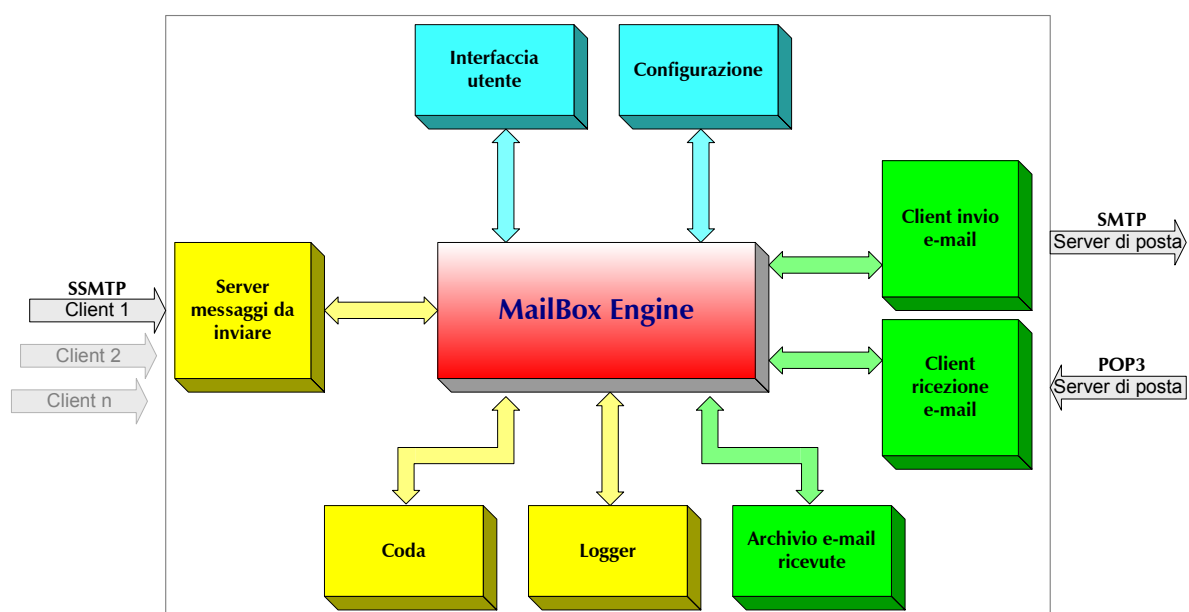 Interfaccia
utente
Configurazione
Client invio
e-mail
SMTP
Server di posta
SSMTP
Client 1
Client 2
Client n
Server
messaggi da
inviare
MailBox Engine
Client
ricezione
e-mail
POP3
Server di posta
Coda
Logger
Archivio e-mail
ricevute